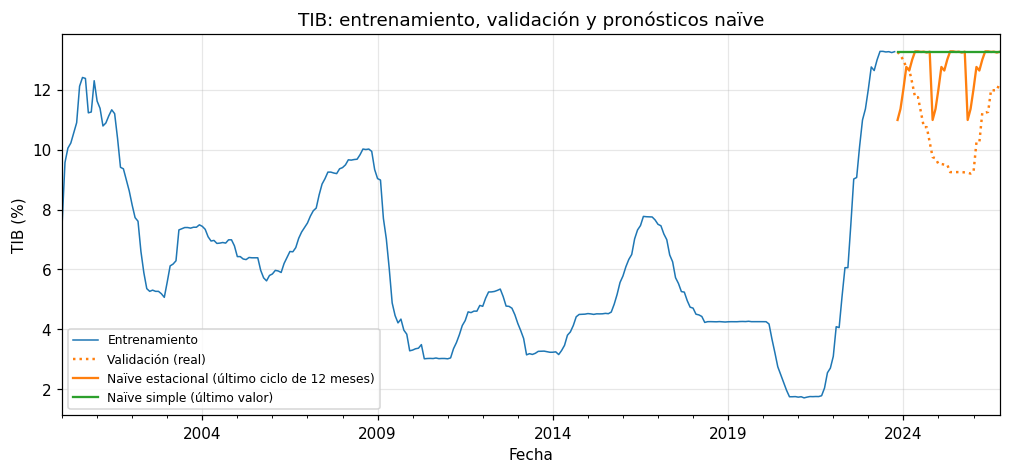 TIB: entrenamiento, validación y pronósticos naïve
TIB (%)
12
10
8
6
4
2
Entrenamiento
Validación (real)
Naïve estacional (último ciclo de 12 meses)
Naïve simple (último valor)
2004
2009
2014
2019
2024
Fecha